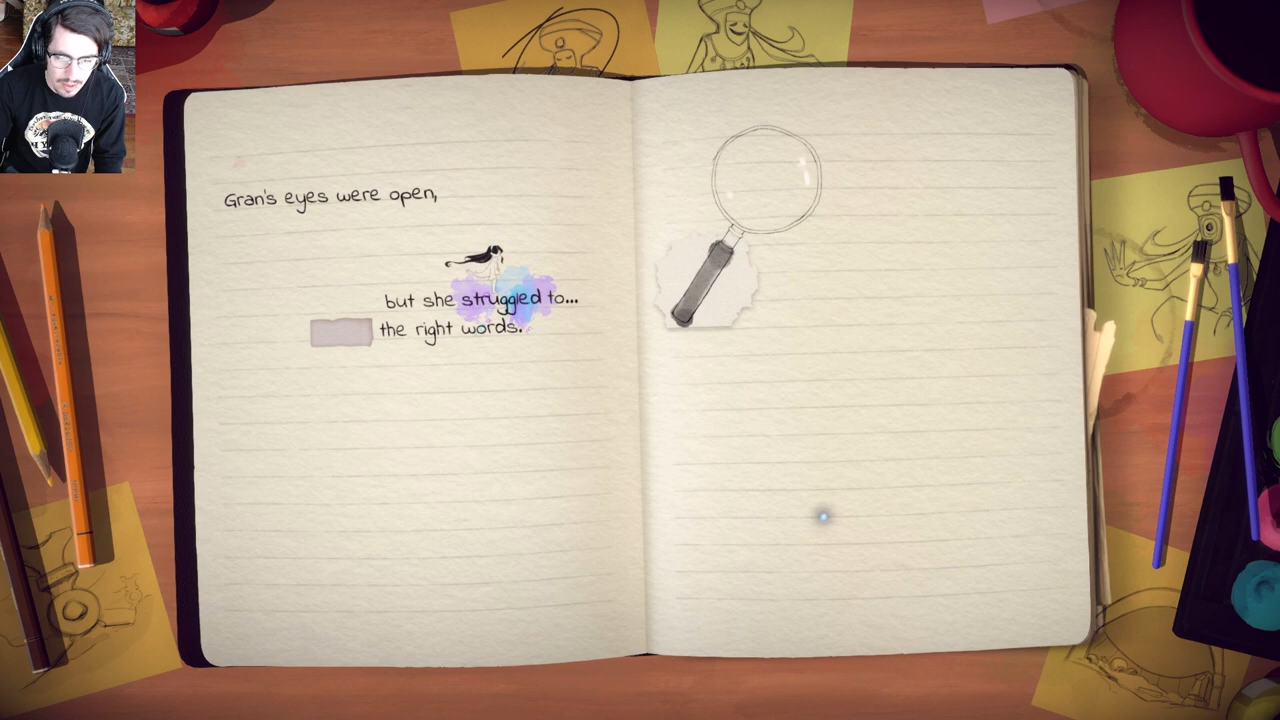 Gran's eyes were open,
but she struggled to...
the right words.